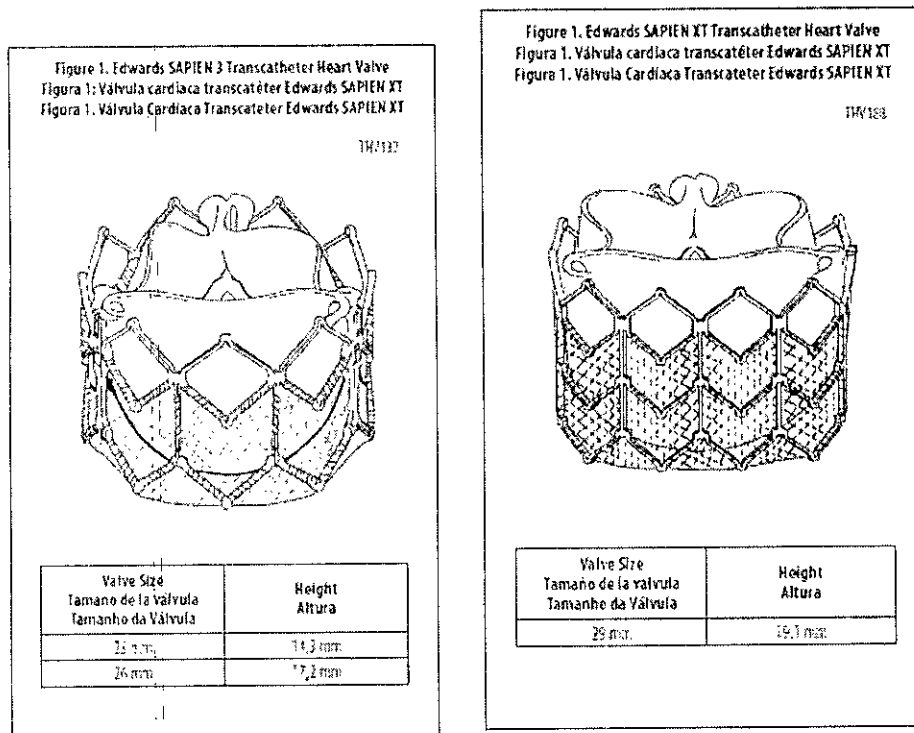 Figure 1. Edwards SAPIEN 3 Transcatheter Heart Valve
Figura 1: Válvula cardíaca transcatéter Edwards SAPIEN XT
Figura 1. Válvula Cardíaca Transcateter Edwards SAPIEN XT
Valve Size
Tamaño de la válvula
Tamanho da Válvula
Height
Altura
26 mm
17,2 mm
Figure 1. Edwards SAPIEN XT Transcatheter Heart Valve
Figura 1. Válvula cardíaca transcatéter Edwards SAPIEN XT
Figura 1. Válvula Cardíaca Transcateter Edwards SAPIEN XT
Valve Size
Tamaño de la válvula
Tamanho da Válvula
Height
Altura
29 mm
19,1 mm